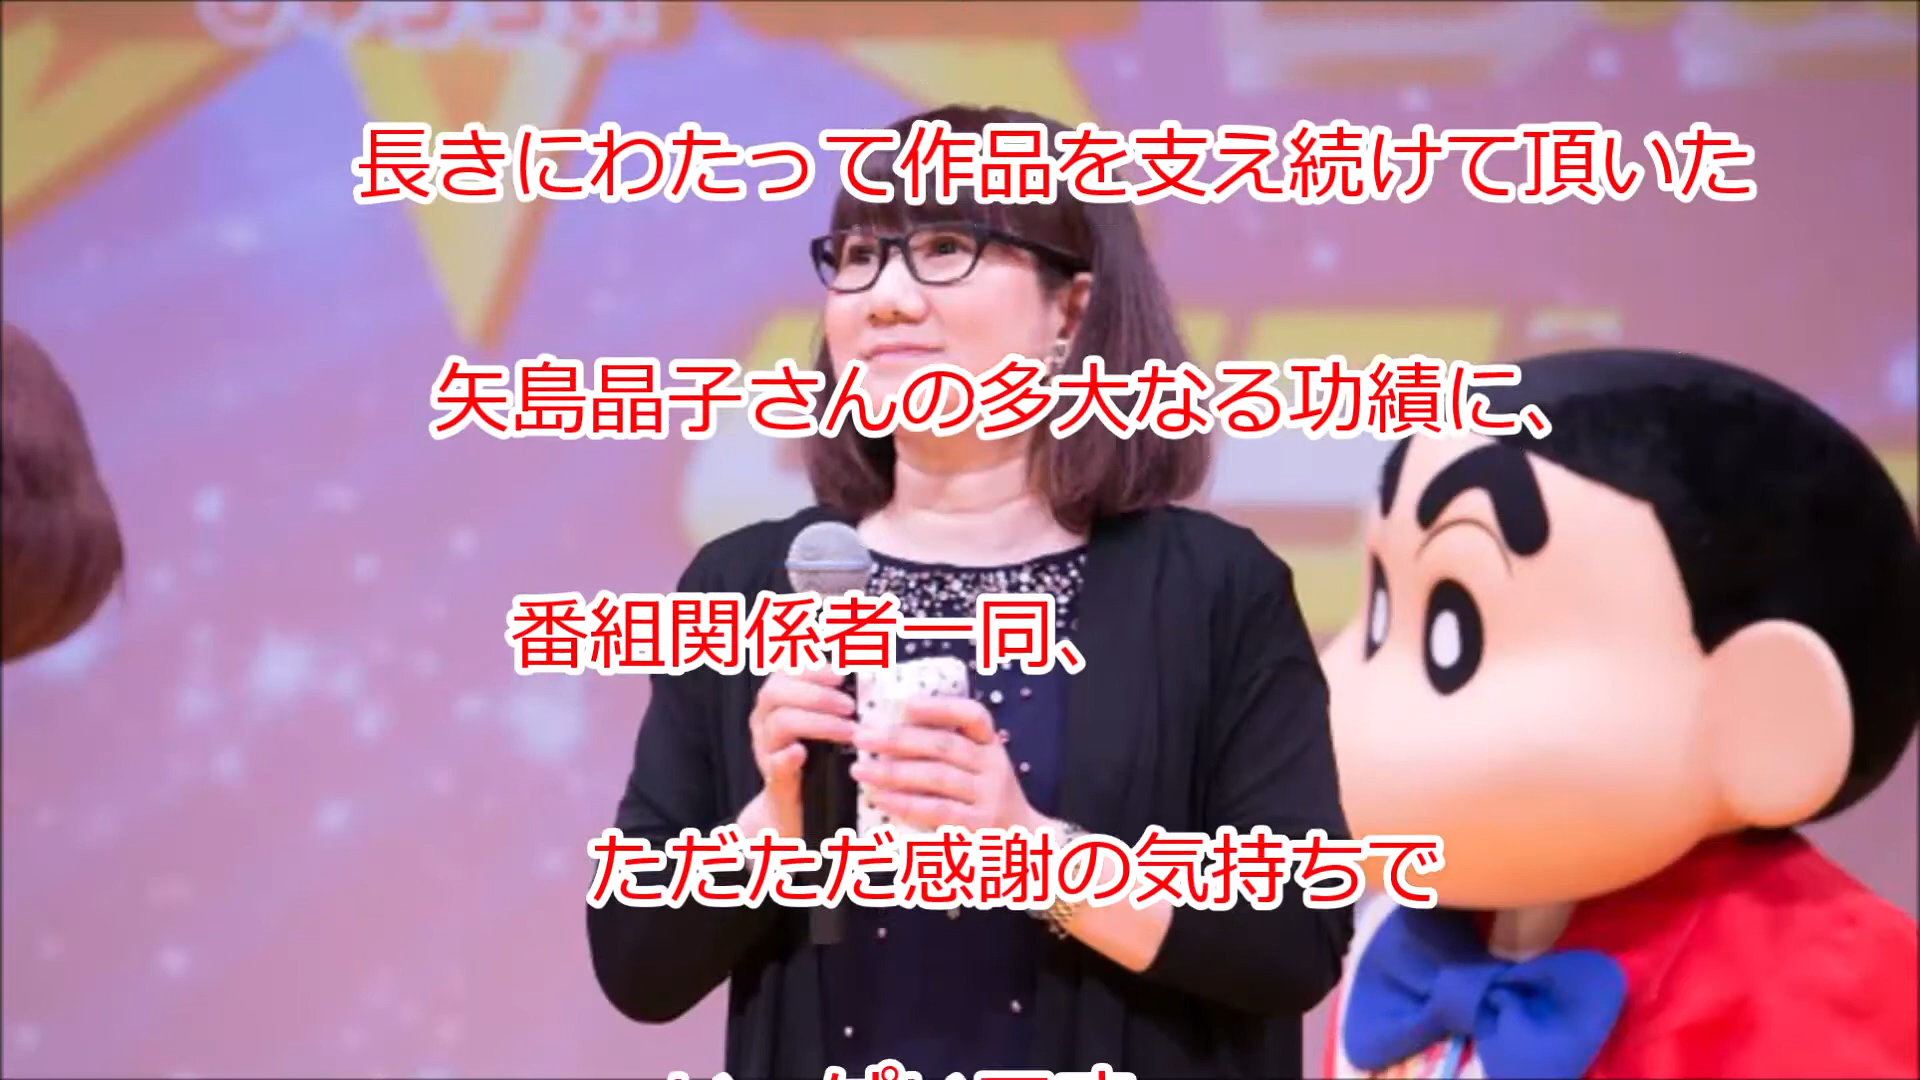 長きにわたって作品を支え続けて頂いた
矢島晶子さんの多大なる功績に、
番組関係者一同、
ただただ感謝の気持ちで